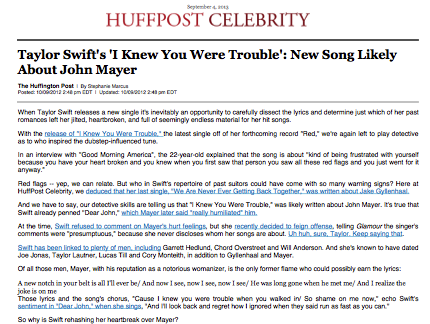 September 4, 2013
HUFFPOST CELEBRITY
Taylor Swift's 'I Knew You Were Trouble': New Song Likely
About John Mayer
The Huffington Post | By Stephanie Marcus
Posted: 10/09/2012 2:48 pm EDT | Updated: 10/09/2012 2:48 pm EDT
When Taylor Swift releases a new single it's inevitably an opportunity to carefully dissect the lyrics and determine just which of her past
romances left her jilted, heartbroken, and full of seemingly endless material for her hit songs.
With the release of "I Knew You Were Trouble," the latest single off of her forthcoming record "Red," we're again left to play detective
as to who inspired the dubstep-influenced tune.
In an interview with "Good Morning America", the 22-year-old explained that the song is about "kind of being frustrated with yourself
because you have your heart broken and you knew when you first saw that person you saw all these red flags and you just went for it
anyway."
Red flags -- yep, we can relate. But who in Swift's repertoire of past suitors could have come with so many warning signs? Here at
HuffPost Celebrity, we deduced that her last single, "We Are Never Ever Getting Back Together," was written about Jake Gyllenhaal.
And we have to say, our detective skills are telling us that "I Knew You Were Trouble," was likely written about John Mayer. It's true that
Swift already penned "Dear John," which Mayer later said "really humiliated" him.
At the time, Swift refused to comment on Mayer's hurt feelings, but she recently decided to feign offense, telling Glamour the singer's
comments were "presumptuous," because she never discloses whom her songs are about. Uh huh, sure, Taylor. Keep saying that.
Swift has been linked to plenty of men, including Garrett Hedlund, Chord Overstreet and Will Anderson. And she's known to have dated
Joe Jonas, Taylor Lautner, Lucas Till and Cory Monteith, in addition to Gyllenhaal and Mayer.
Of all those men, Mayer, with his reputation as a notorious womanizer, is the only former flame who could possibly earn the lyrics:
A new notch in your belt is all I'll ever be/ And now I see, now I see, now I see/ He was long gone when he met me/ And I realize the
joke is on me
Those lyrics and the song's chorus, "Cause I knew you were trouble when you walked in/ So shame on me now," echo Swift's
sentiment in "Dear John," when she sings, "And I'll look back and regret how I ignored when they said run as fast as you can."
So why is Swift rehashing her heartbreak over Mayer?